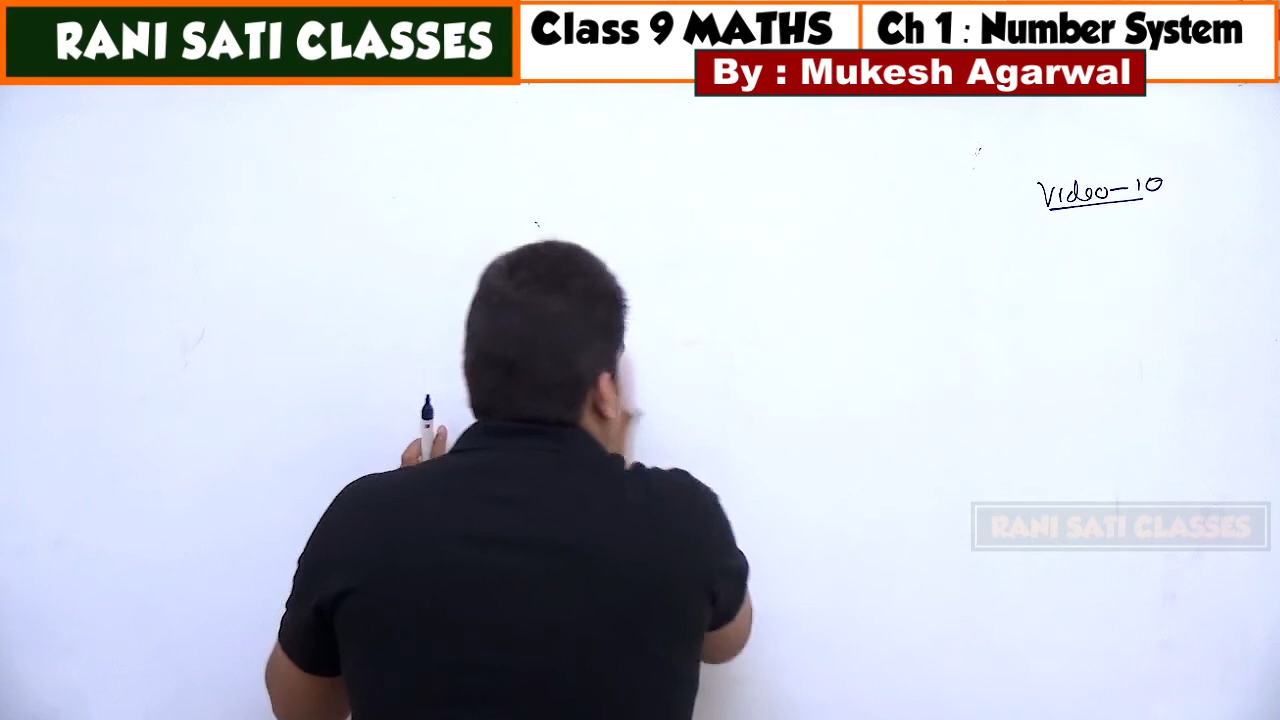 RANI SATI CLASSES
Class 9 MATHS
Ch 1 : Number System
By : Mukesh Agarwal
Video-10
RANI SATI CLASSES